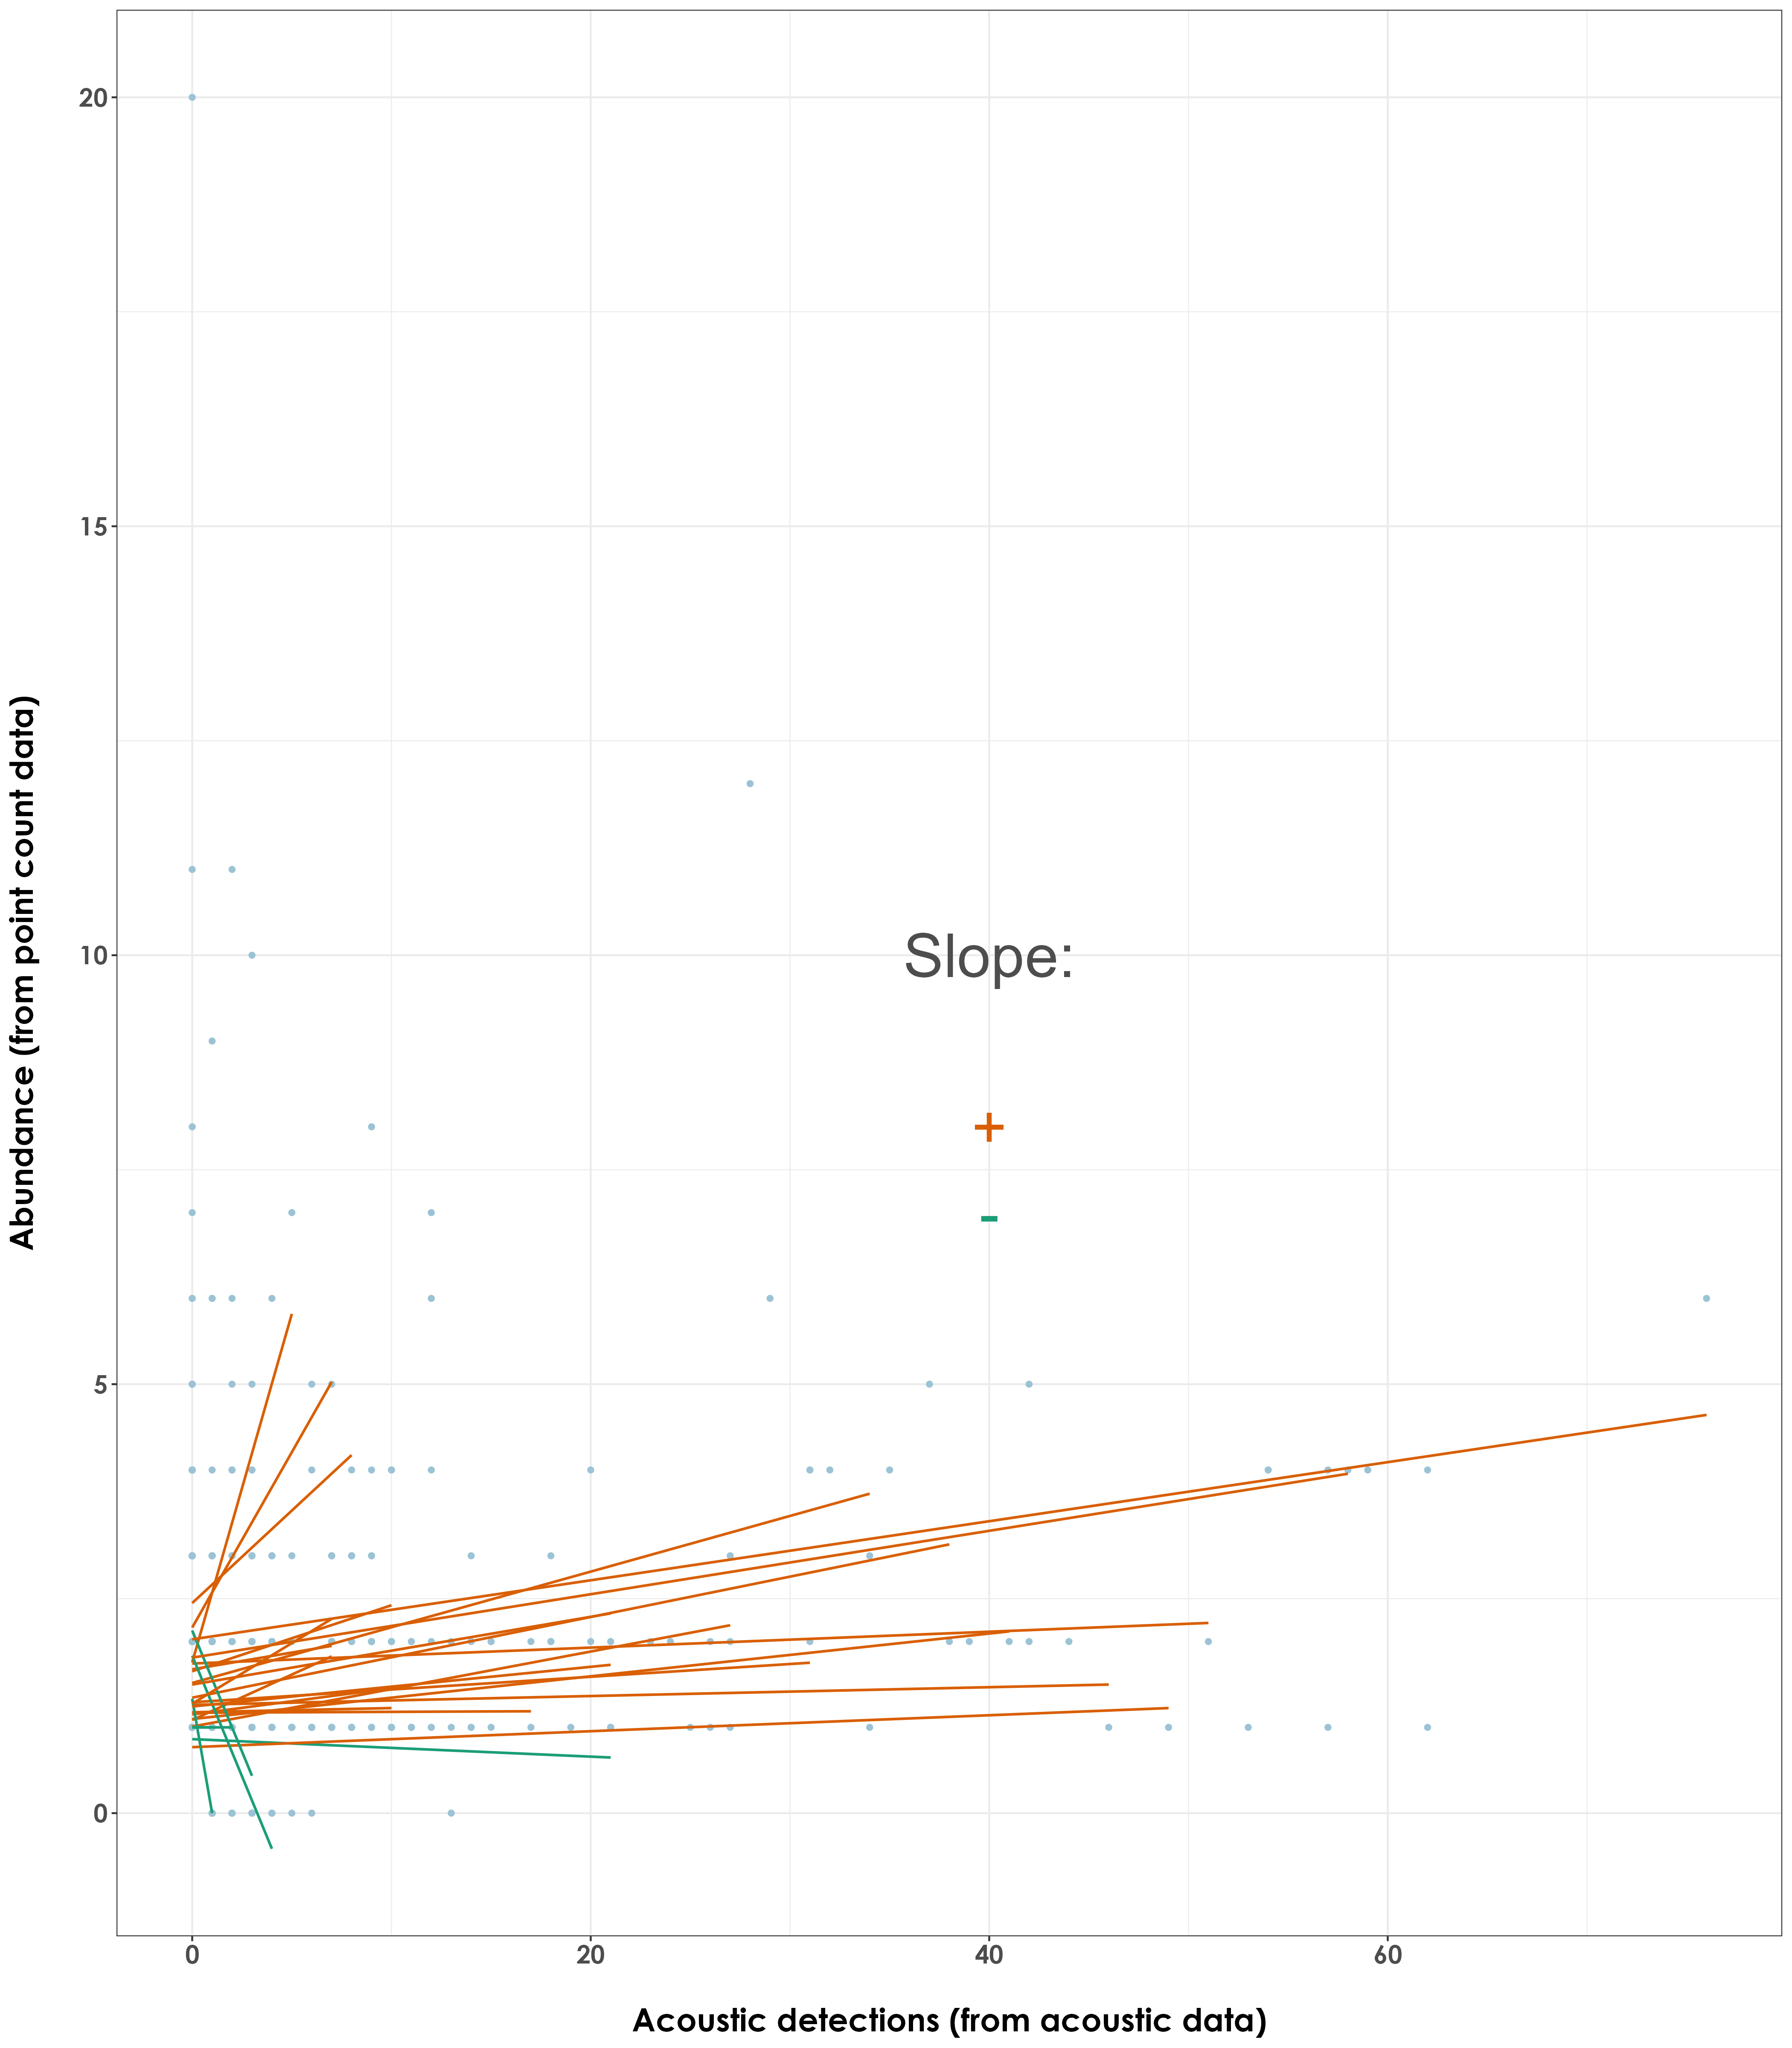 20
15
10
5
0
Abundance (from point count data)
Slope:
+
-
0 20 40 60
Acoustic detections (from acoustic data)